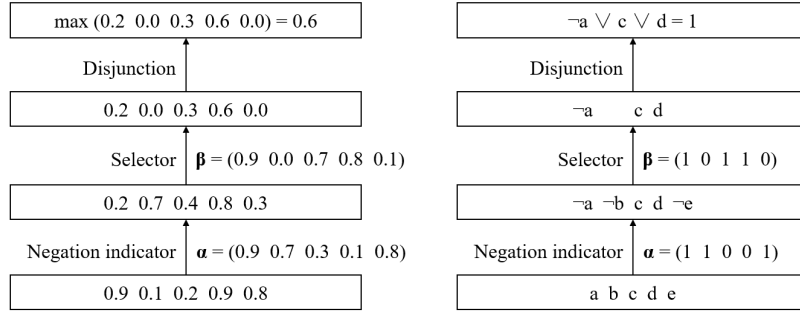 max (0.2 0.0 0.3 0.6 0.0) = 0.6
Disjunction
0.2 0.0 0.3 0.6 0.0
Selector β = (0.9 0.0 0.7 0.8 0.1)
0.2 0.7 0.4 0.8 0.3
Negation indicator α = (0.9 0.7 0.3 0.1 0.8)
0.9 0.1 0.2 0.9 0.8
¬a ∨ c ∨ d = 1
Disjunction
¬a c d
Selector β = (1 0 1 1 0)
¬a ¬b c d ¬e
Negation indicator α = (1 1 0 0 1)
a b c d e